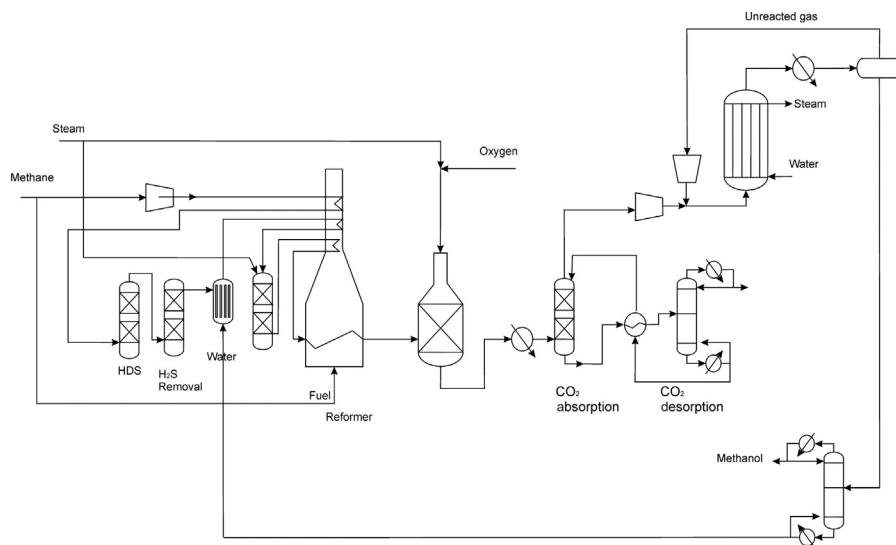 Unreacted gas
Steam
Water
Steam
Oxygen
Methane
Water
HDS
H₂S
Removal
Fuel
Reformer
CO₂
absorption
CO₂
desorption
Methanol